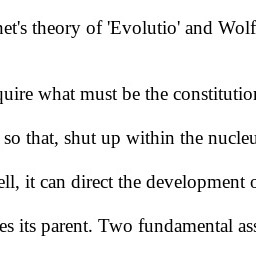 net's theory of 'Evolutio' and Wolf
quire what must be the constitution
so that, shut up within the nucleu
ell, it can direct the development o
es its parent. Two fundamental ass